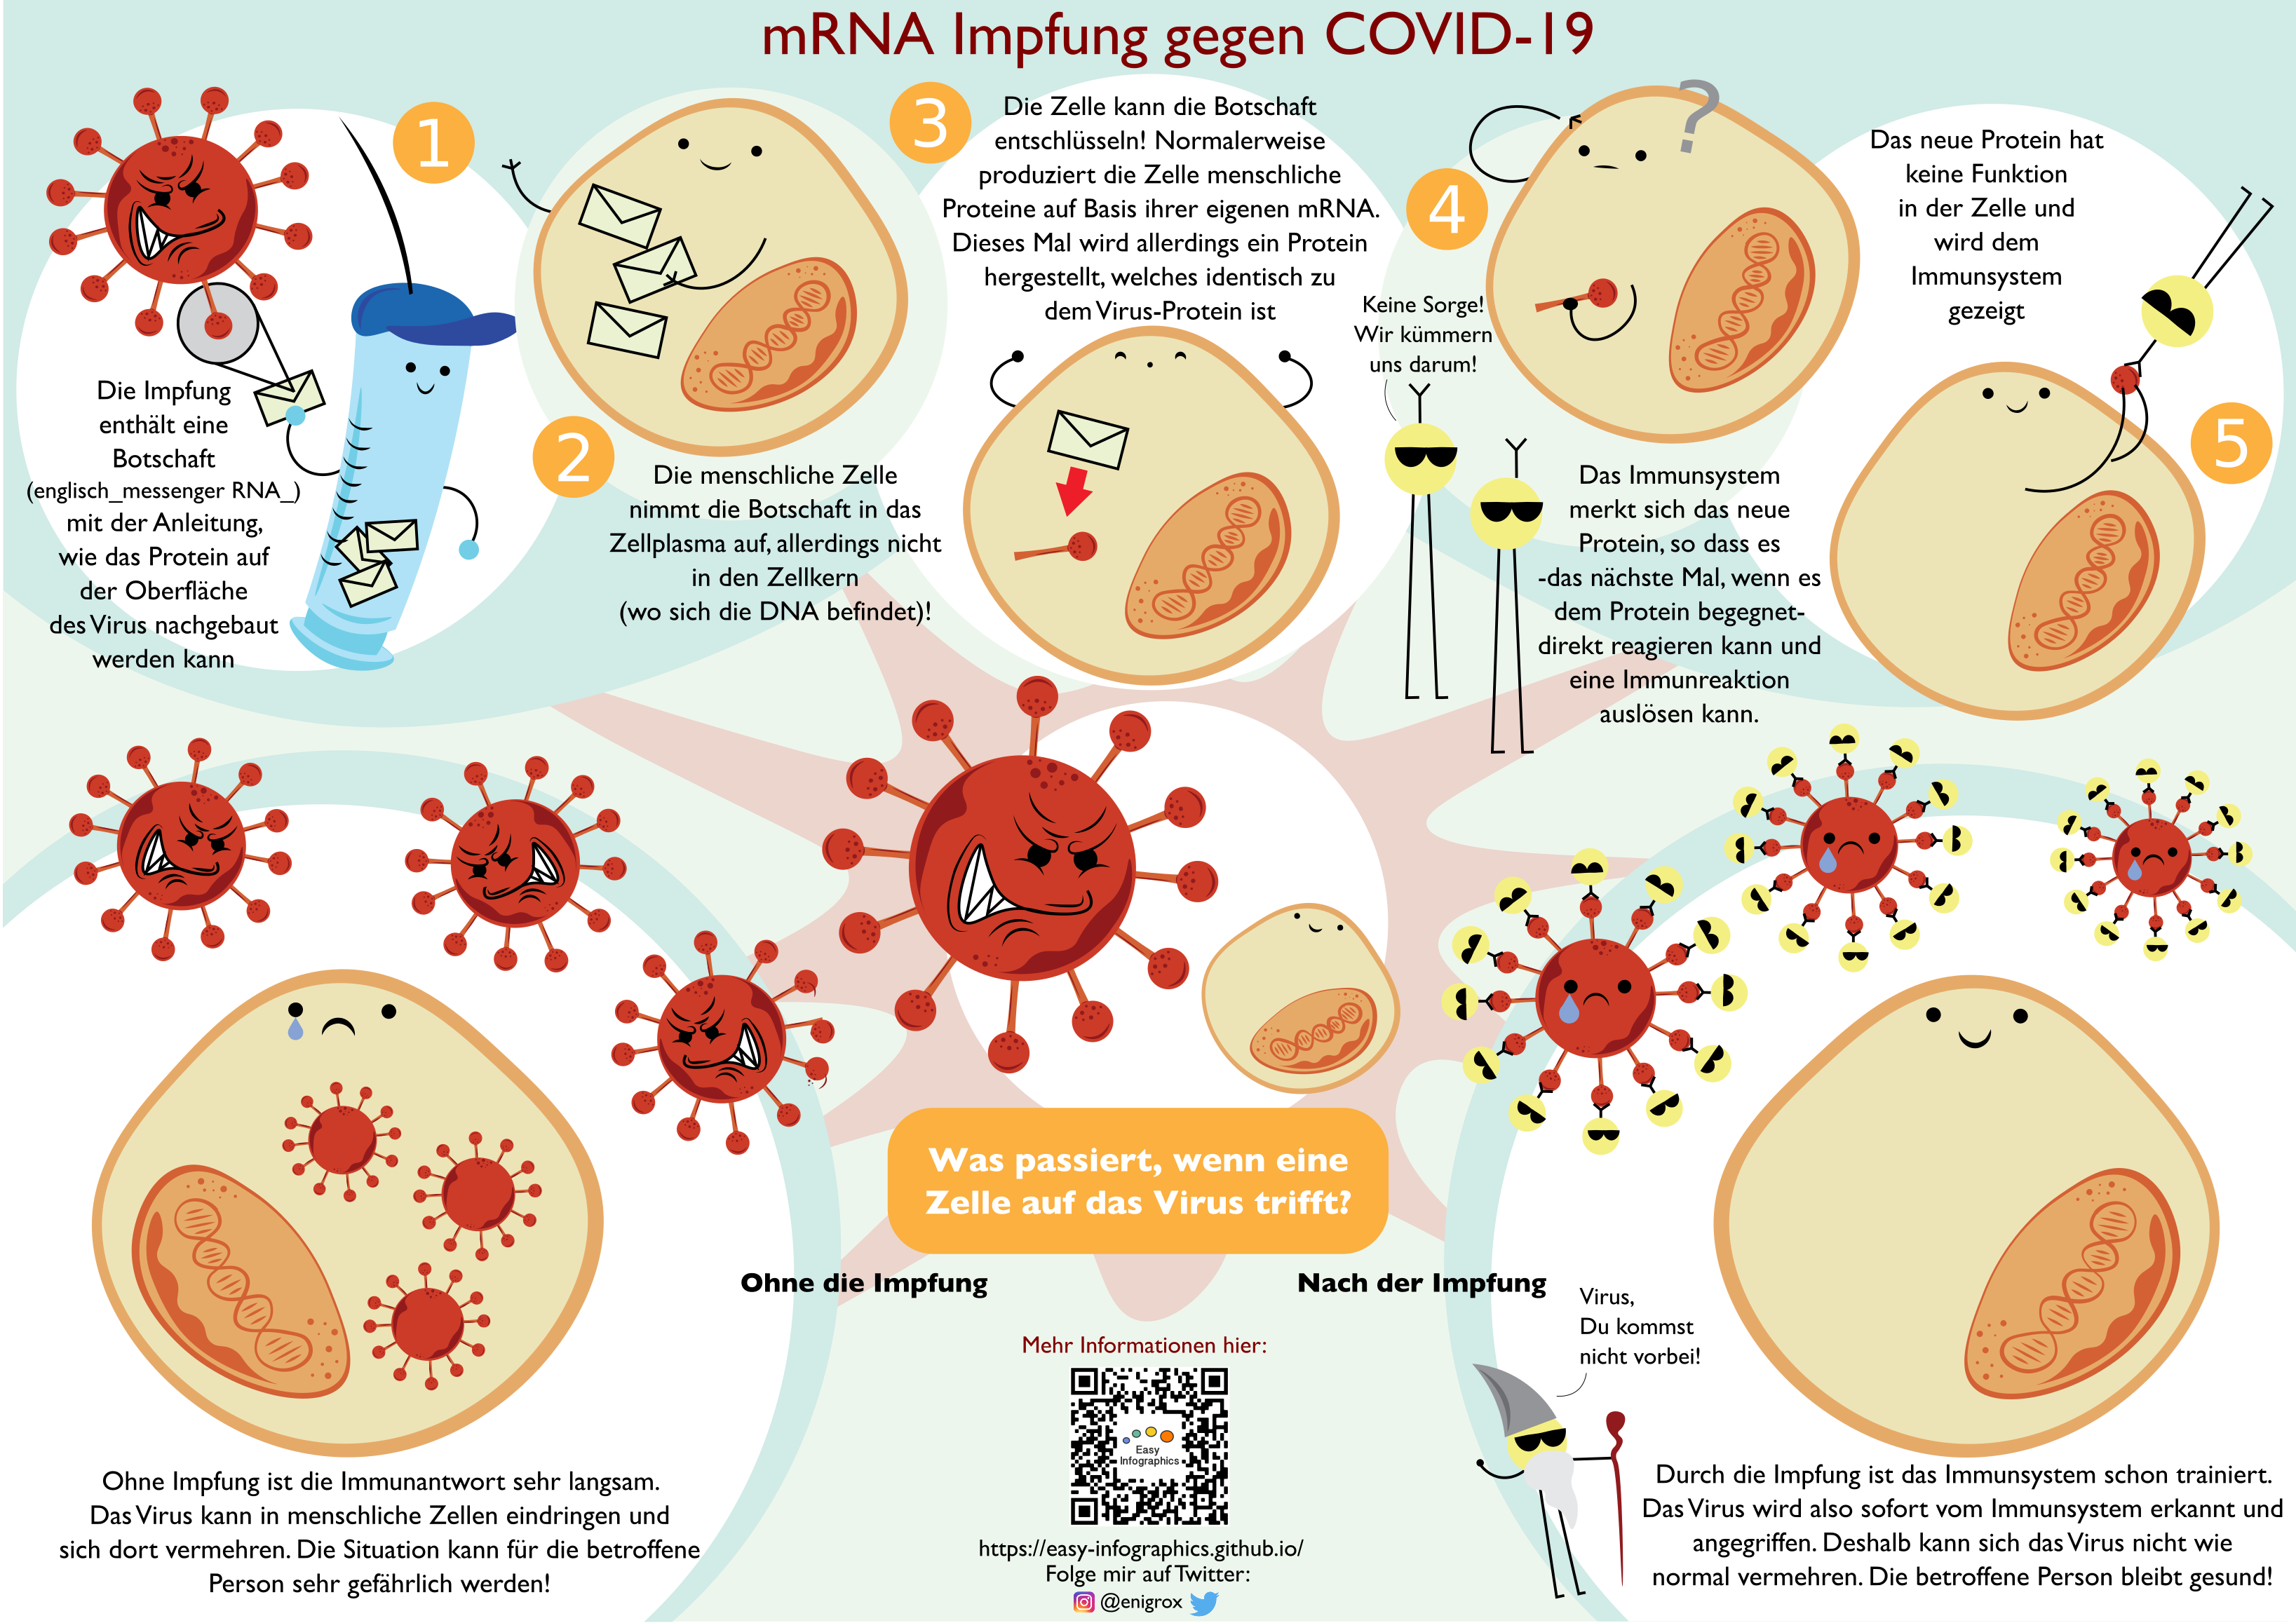 mRNA Impfung gegen COVID-19
1
Die Impfung
enthält eine
Botschaft
(englisch_messenger RNA_)
mit der Anleitung,
wie das Protein auf
der Oberfläche
des Virus nachgebaut
werden kann
2
Die menschliche Zelle
nimmt die Botschaft in das
Zellplasma auf, allerdings nicht
in den Zellkern
(wo sich die DNA befindet)!
3
Die Zelle kann die Botschaft
entschlüsseln! Normalerweise
produziert die Zelle menschliche
Proteine auf Basis ihrer eigenen mRNA.
Dieses Mal wird allerdings ein Protein
hergestellt, welches identisch zu
dem Virus-Protein ist
4
?
Das neue Protein hat
keine Funktion
in der Zelle und
wird dem
Immunsystem
gezeigt
Keine Sorge!
Wir kümmern
uns darum!
5
Das Immunsystem
merkt sich das neue
Protein, so dass es
-das nächste Mal, wenn es
dem Protein begegnet-
direkt reagieren kann und
eine Immunreaktion
auslösen kann.
Was passiert, wenn eine
Zelle auf das Virus trifft?
Ohne die Impfung
Ohne Impfung ist die Immunantwort sehr langsam.
Das Virus kann in menschliche Zellen eindringen und
sich dort vermehren. Die Situation kann für die betroffene
Person sehr gefährlich werden!
Nach der Impfung
Virus,
Du kommst
nicht vorbei!
Durch die Impfung ist das Immunsystem schon trainiert.
Das Virus wird also sofort vom Immunsystem erkannt und
angegriffen. Deshalb kann sich das Virus nicht wie
normal vermehren. Die betroffene Person bleibt gesund!
Mehr Informationen hier:
Easy
Infographics
https://easy-infographics.github.io/
Folge mir auf Twitter:
@enigrox